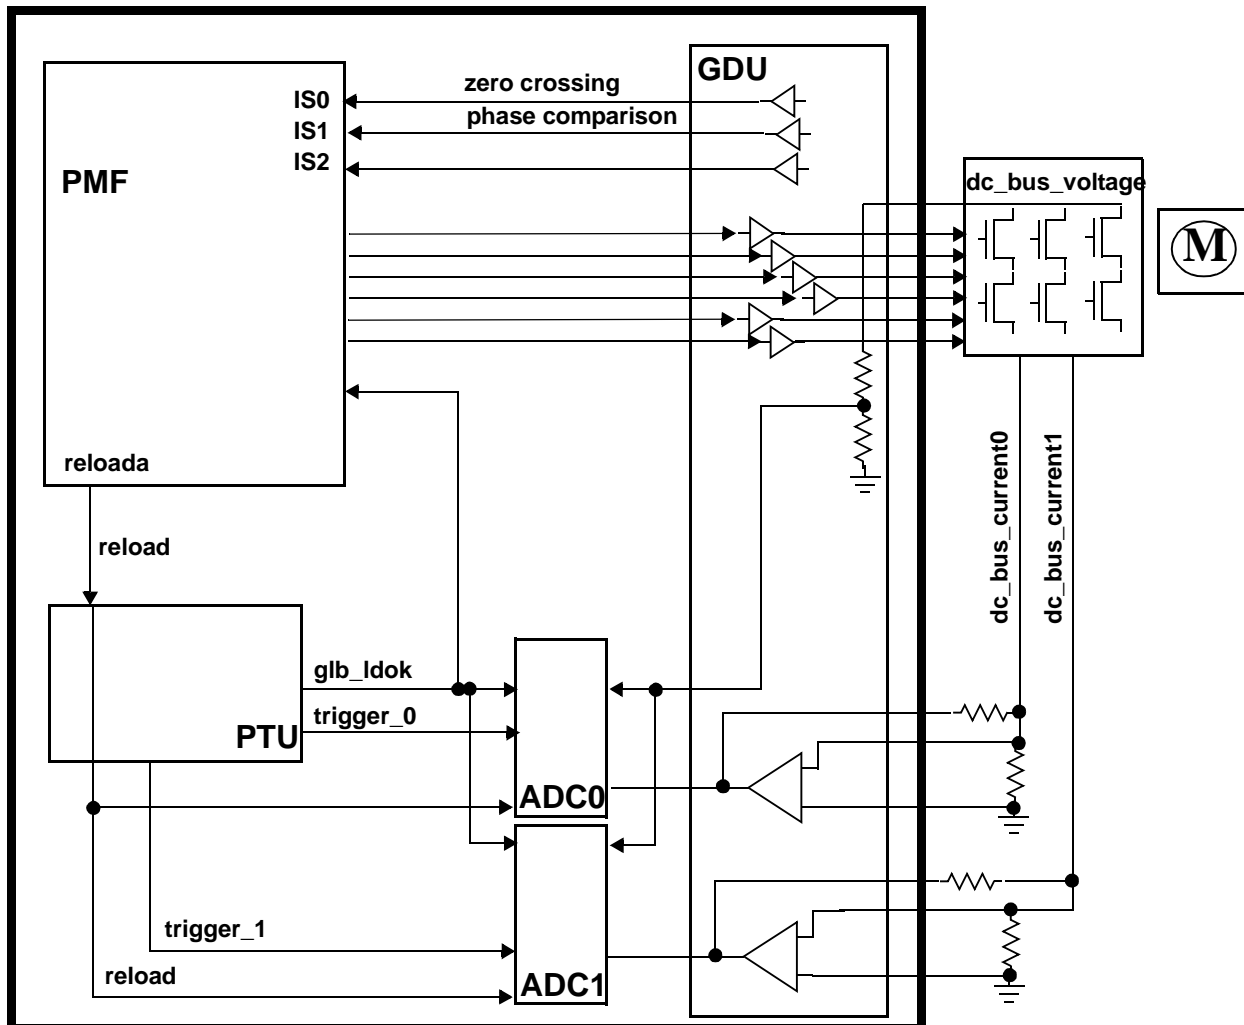 GDU
zero crossing
IS0
phase comparison
IS1
IS2
PMF
dc_bus_voltage
M
reloada
dc_bus_current0
dc_bus_current1
reload
glb_ldok
trigger_0
PTU
ADC0
trigger_1
reload
ADC1